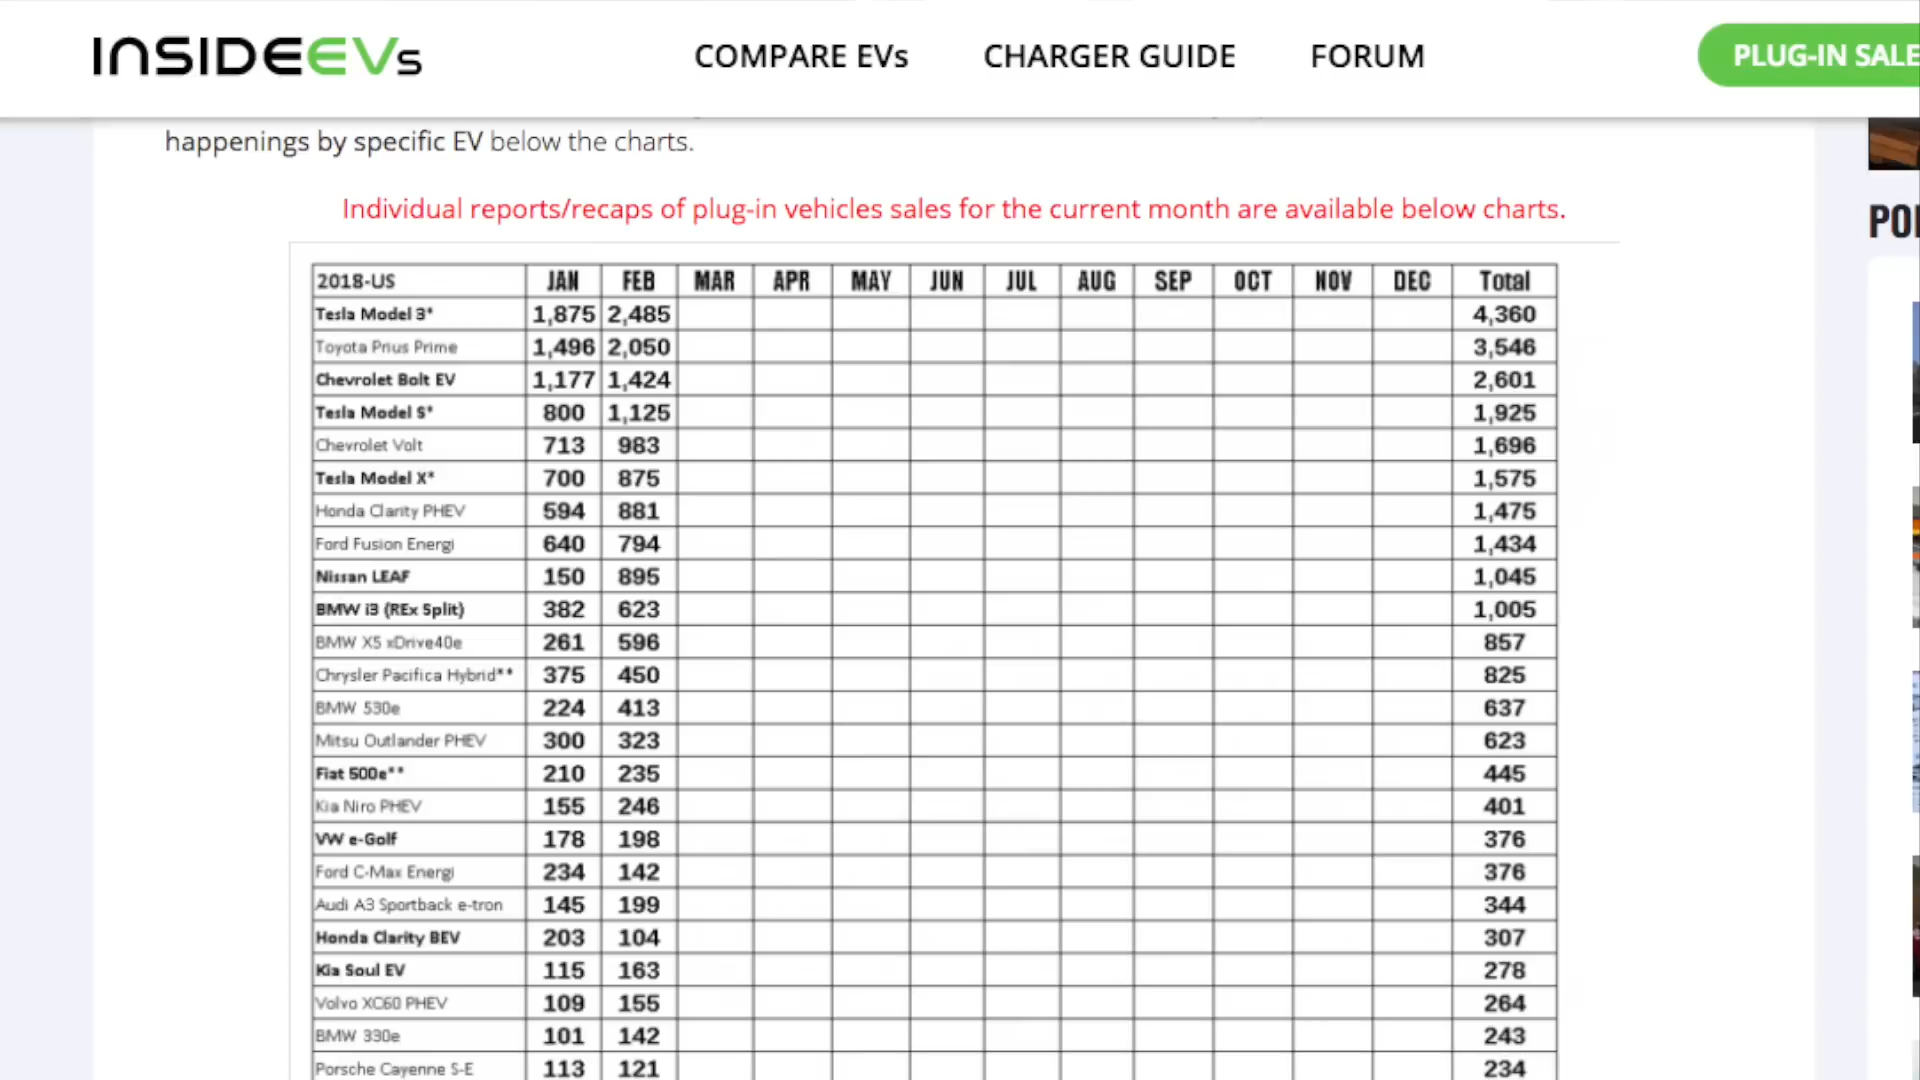 INSIDEEVs COMPARE EVs CHARGER GUIDE FORUM PLUG-IN SALE
happenings by specific EV below the charts.
Individual reports/recaps of plug-in vehicles sales for the current month are available below charts.
2018-US JAN FEB MAR APR MAY JUN JUL AUG SEP OCT NOV DEC Total
Tesla Model 3* 1,875 2,485 4,360
Toyota Prius Prime 1,496 2,050 3,546
Chevrolet Bolt EV 1,177 1,424 2,601
Tesla Model S* 800 1,125 1,925
Chevrolet Volt 713 983 1,696
Tesla Model X* 700 875 1,575
Honda Clarity PHEV 594 881 1,475
Ford Fusion Energi 640 794 1,434
Nissan LEAF 150 895 1,045
BMW i3 (REx Split) 382 623 1,005
BMW X5 xDrive40e 261 596 857
Chrysler Pacifica Hybrid** 375 450 825
BMW 530e 224 413 637
Mitsu Outlander PHEV 300 323 623
Fiat 500e** 210 235 445
Kia Niro PHEV 155 246 401
VW e-Golf 178 198 376
Ford C-Max Energi 234 142 376
Audi A3 Sportback e-tron 145 199 344
Honda Clarity BEV 203 104 307
Kia Soul EV 115 163 278
Volvo XC60 PHEV 109 155 264
BMW 330e 101 142 243
Porsche Cayenne S-E 113 121 234